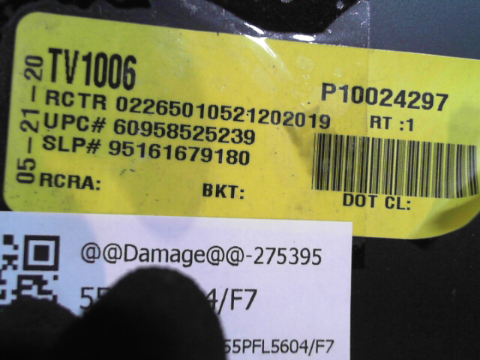 05-21-20
TV1006
P10024297
RCTR 02265010521202019
RT :1
UPC# 60958525239
SLP# 95161679180
RCRA:
BKT:
DOT CL:
@@Damage@@-275395
4/F7
55PFL5604/F7